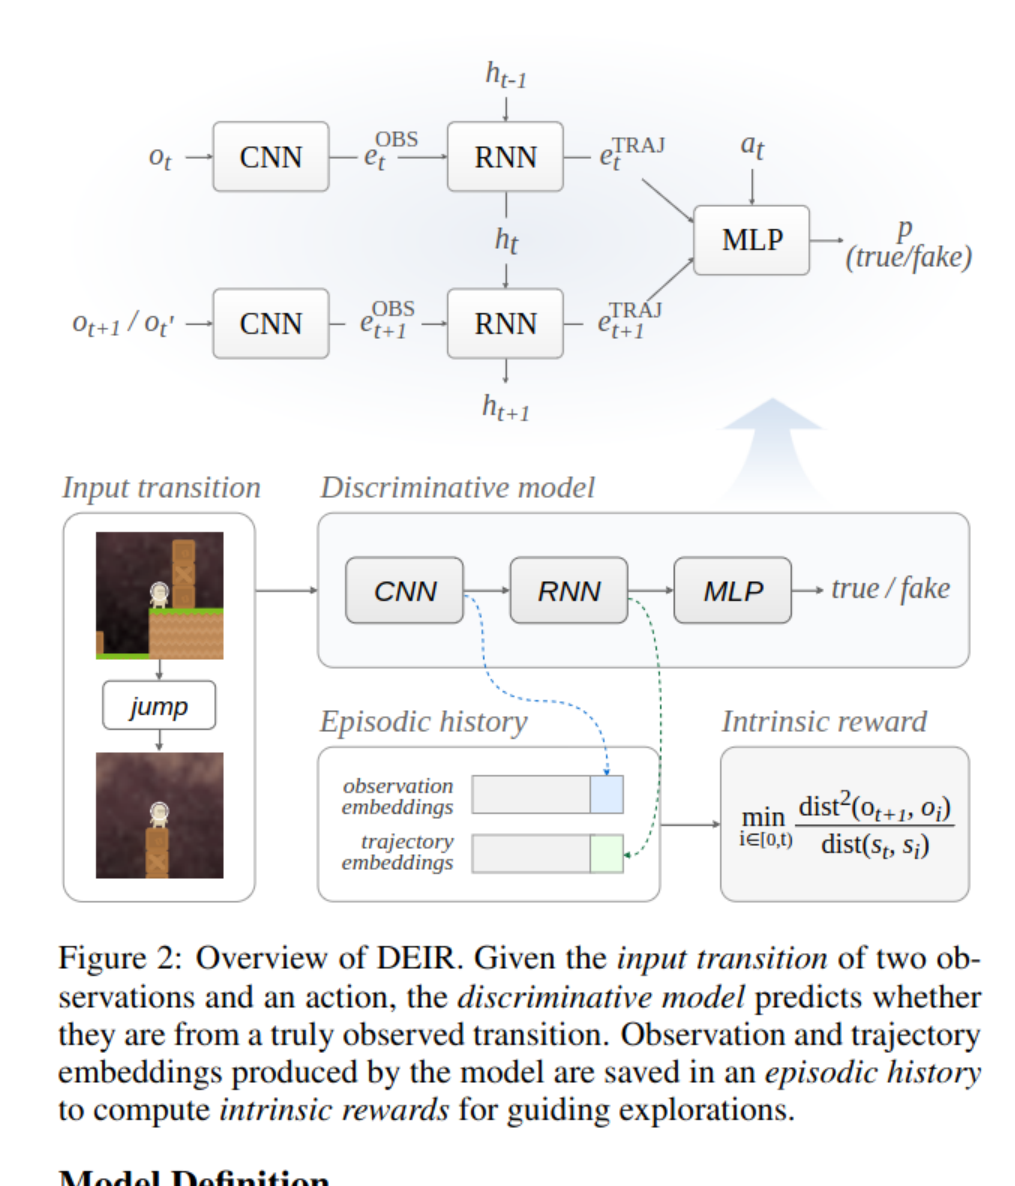 h_{t-1}
o_t CNN e_t^{OBS} RNN e_t^{TRAJ} a_t
h_t MLP p
(true/fake)
o_{t+1} / o_t' CNN e_{t+1}^{OBS} RNN e_{t+1}^{TRAJ}
h_{t+1}
Input transition Discriminative model
CNN RNN MLP true / fake
jump
Episodic history Intrinsic reward
observation
embeddings
trajectory
embeddings
min_{i∈[0,t)} dist^2(o_{t+1}, o_i) / dist(s_t, s_i)
Figure 2: Overview of DEIR. Given the input transition of two ob-
servations and an action, the discriminative model predicts whether
they are from a truly observed transition. Observation and trajectory
embeddings produced by the model are saved in an episodic history
to compute intrinsic rewards for guiding explorations.
Model Definition